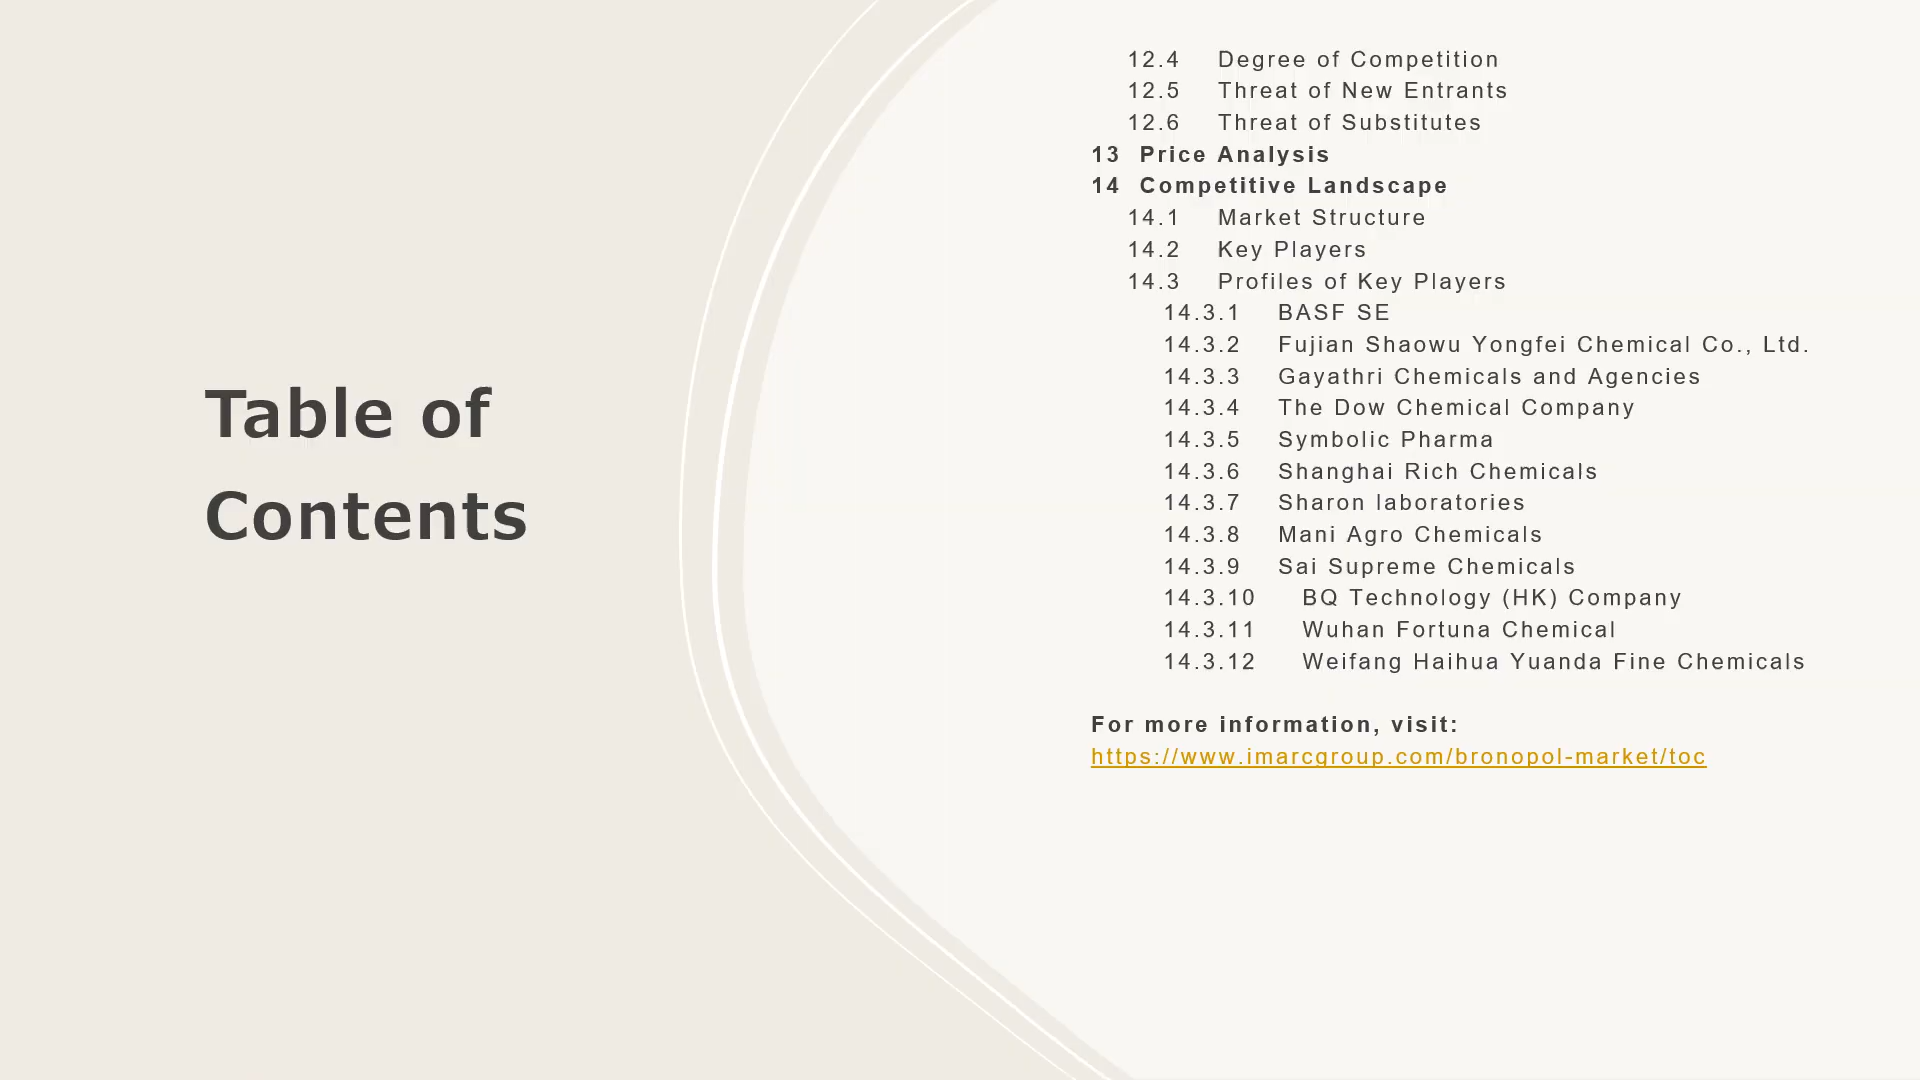 Table of
Contents
12.4 Degree of Competition
12.5 Threat of New Entrants
12.6 Threat of Substitutes
13 Price Analysis
14 Competitive Landscape
14.1 Market Structure
14.2 Key Players
14.3 Profiles of Key Players
14.3.1 BASF SE
14.3.2 Fujian Shaowu Yongfei Chemical Co., Ltd.
14.3.3 Gayathri Chemicals and Agencies
14.3.4 The Dow Chemical Company
14.3.5 Symbolic Pharma
14.3.6 Shanghai Rich Chemicals
14.3.7 Sharon laboratories
14.3.8 Mani Agro Chemicals
14.3.9 Sai Supreme Chemicals
14.3.10 BQ Technology (HK) Company
14.3.11 Wuhan Fortuna Chemical
14.3.12 Weifang Haihua Yuanda Fine Chemicals
For more information, visit:
https://www.imarcgroup.com/bronopol-market/toc